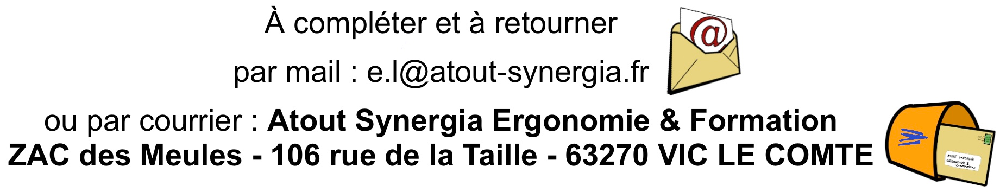 À compléter et à retourner
@
par mail : e.l@atout-synergia.fr
ou par courrier : Atout Synergia Ergonomie & Formation
ZAC des Meules - 106 rue de la Taille - 63270 VIC LE COMTE
ATOUT SYNERGIA
ERGONOMIE &
FORMATION